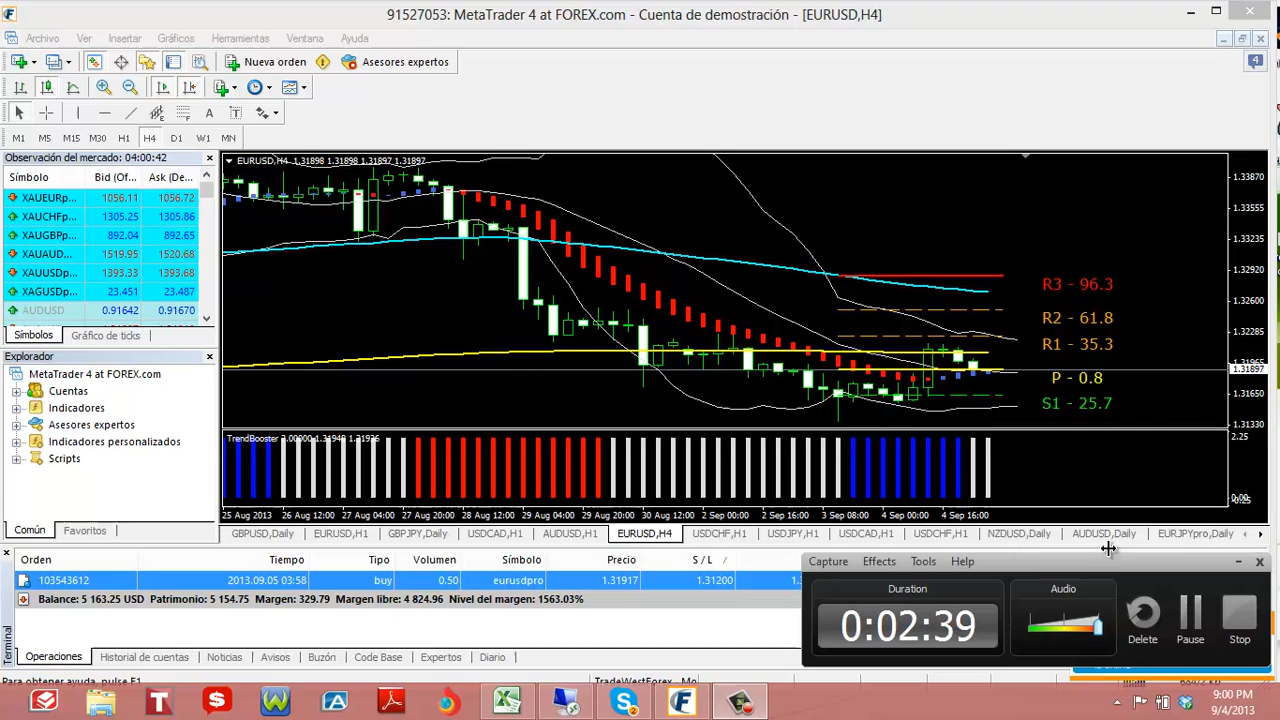 91527053: MetaTrader 4 at FOREX.com - Cuenta de demostración - [EURUSD,H4]
Archivo Ver Insertar Gráficos Herramientas Ventana Ayuda
4
Nueva orden Asesores expertos
A T
M1 M5 M15 M30 H1 H4 D1 W1 MN
Observación del mercado: 04:00:42
Símbolo Bid (Of... Ask (De...
XAUEURp... 1056.11 1056.72
XAUCHFp... 1305.25 1305.86
XAUGBPp... 892.04 892.65
XAUAUD... 1519.95 1520.68
XAUUSDp... 1393.33 1393.68
XAGUSDp... 23.451 23.487
AUDUSD 0.91642 0.91670
Símbolos Gráfico de ticks
Explorador
MetaTrader 4 at FOREX.com
Cuentas
Indicadores
Asesores expertos
Indicadores personalizados
Scripts
Común Favoritos
EURUSD,H4 1.31898 1.31898 1.31897 1.31897
R3 - 96.3
R2 - 61.8
R1 - 35.3
P - 0.8
S1 - 25.7
1.33870
1.33555
1.33235
1.32920
1.32600
1.32285
1.31965
1.31897
1.31650
1.31330
2.25
25 Aug 2013 26 Aug 12:00 27 Aug 04:00 27 Aug 20:00 28 Aug 12:00 29 Aug 04:00 29 Aug 20:00 30 Aug 12:00 2 Sep 00:00 2 Sep 16:00 3 Sep 08:00 4 Sep 00:00 4 Sep 16:00
GBPUSD,Daily EURUSD,H1 GBPJPY,Daily USDCAD,H1 AUDUSD,H1 EURUSD,H4 USDCHF,H1 USDJPY,H1 USDCAD,H1 USDCHF,H1 NZDUSD,Daily AUDUSD,Daily EURJPYpro,Daily
Orden Tiempo Tipo Volumen Símbolo Precio S / L
103543612 2013.09.05 03:58 buy 0.50 eurusdpro 1.31917 1.31200
Balance: 5 163.25 USD Patrimonio: 5 154.75 Margen: 329.79 Margen libre: 4 824.96 Nivel del margen: 1563.03%
Terminal
Operaciones Historial de cuentas Noticias Avisos Buzón Code Base Expertos Diario
Para obtener ayuda, pulse F1
Capture Effects Tools Help
Duration Audio
0:02:39
Delete Pause Stop
9:00 PM
9/4/2013